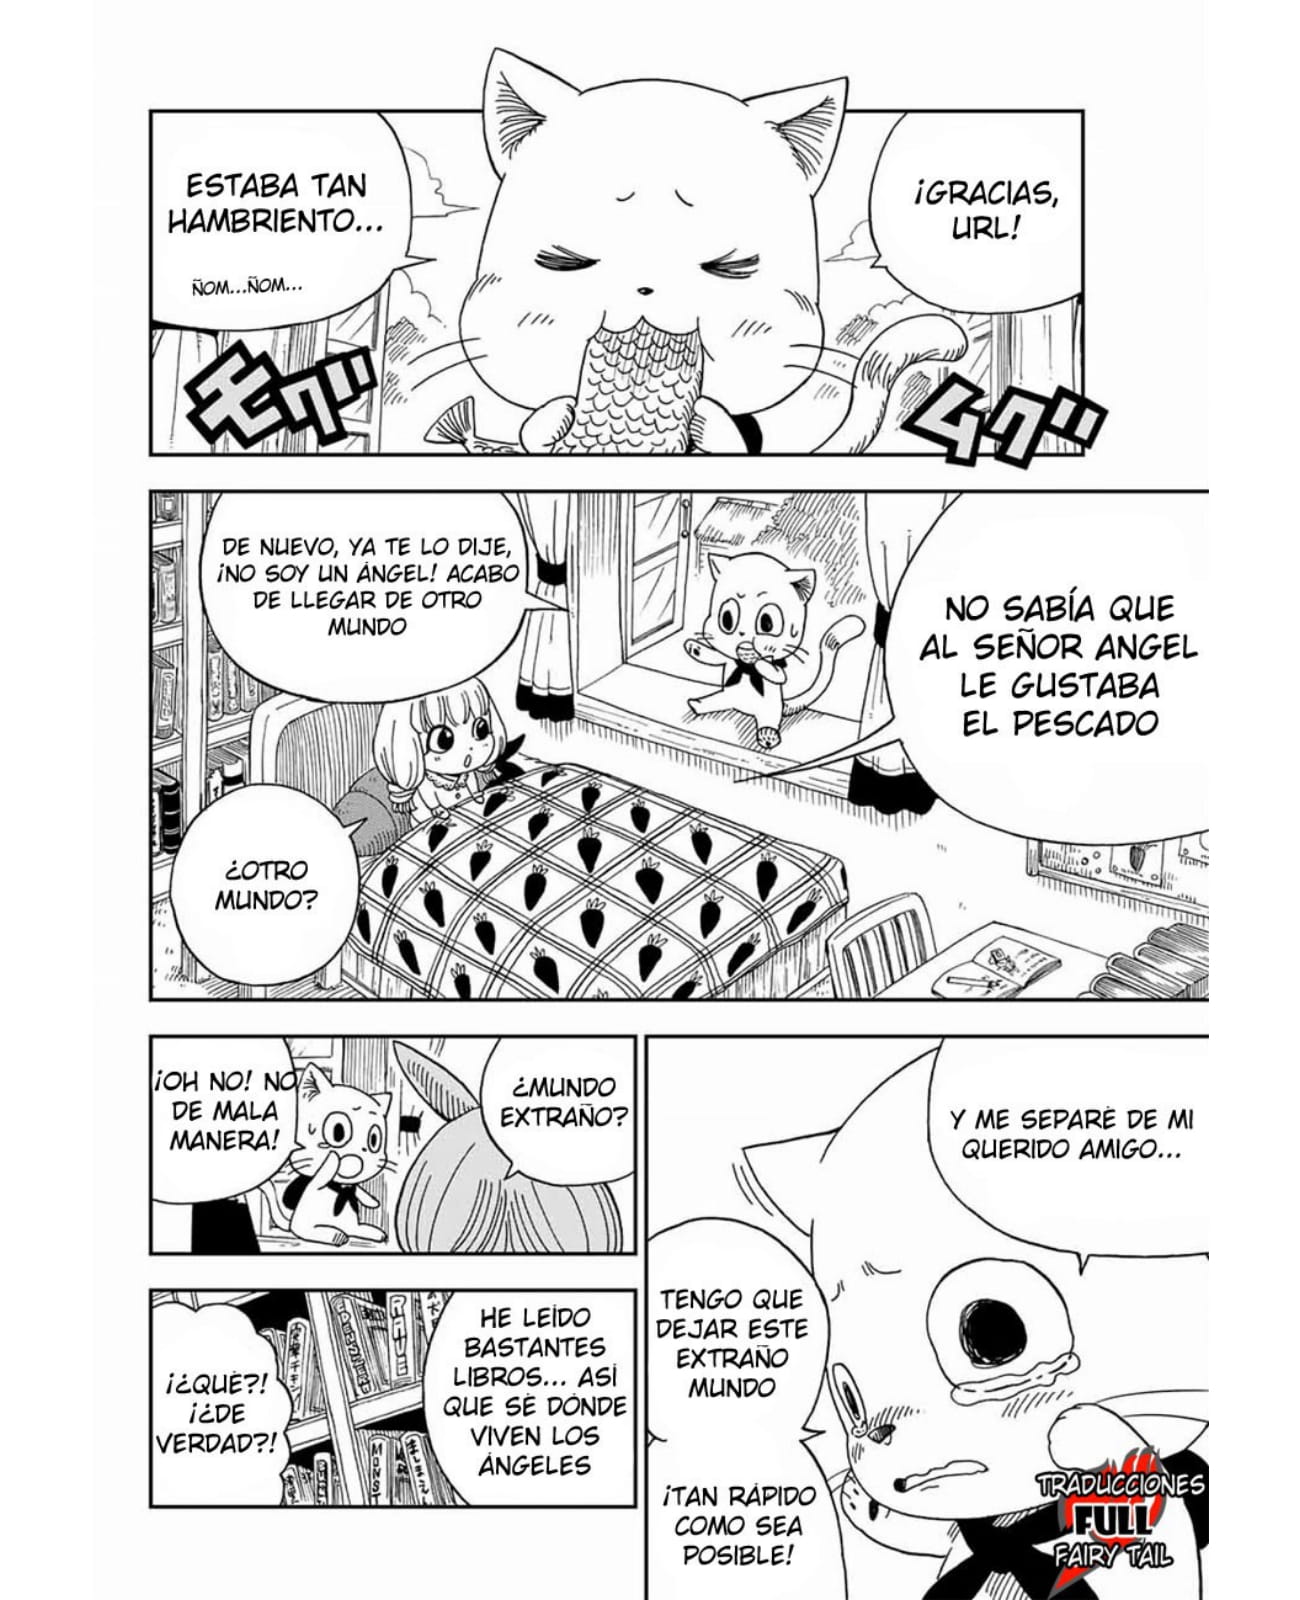 ¡GRACIAS,
URL!
ESTABA TAN
HAMBRIENTO...
ÑOM...ÑOM...
モグ
ムグ
NO SABÍA QUE
AL SEÑOR ANGEL
LE GUSTABA
EL PESCADO
DE NUEVO, YA TE LO DIJE,
¡NO SOY UN ÁNGEL! ACABO
DE LLEGAR DE OTRO
MUNDO
¿OTRO
MUNDO?
Y ME SEPARÉ DE MI
QUERIDO AMIGO...
TENGO QUE
DEJAR ESTE
EXTRAÑO
MUNDO
¡TAN RÁPIDO
COMO SEA
POSIBLE!
¿MUNDO
EXTRAÑO?
¡OH NO! NO
DE MALA
MANERA!
HE LEÍDO
BASTANTES
LIBROS... ASÍ
QUE SÉ DÓNDE
VIVEN LOS
ÁNGELES
¡¿QUÉ?!
¡¿DE
VERDAD?!
TRADUCCIONES
FULL
FAIRY TAIL